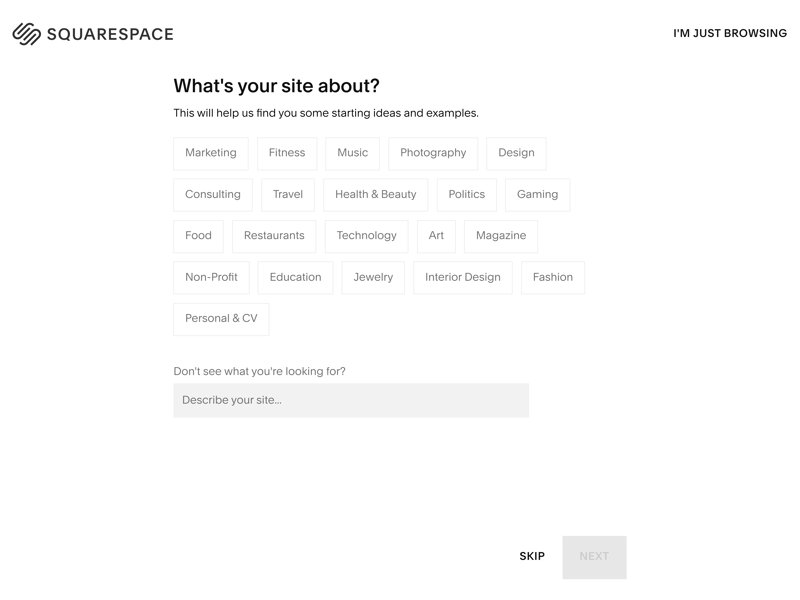 SQUARESPACE
I'M JUST BROWSING
What's your site about?
This will help us find you some starting ideas and examples.
Marketing Fitness Music Photography Design
Consulting Travel Health & Beauty Politics Gaming
Food Restaurants Technology Art Magazine
Non-Profit Education Jewelry Interior Design Fashion
Personal & CV
Don't see what you're looking for?
Describe your site...
SKIP NEXT